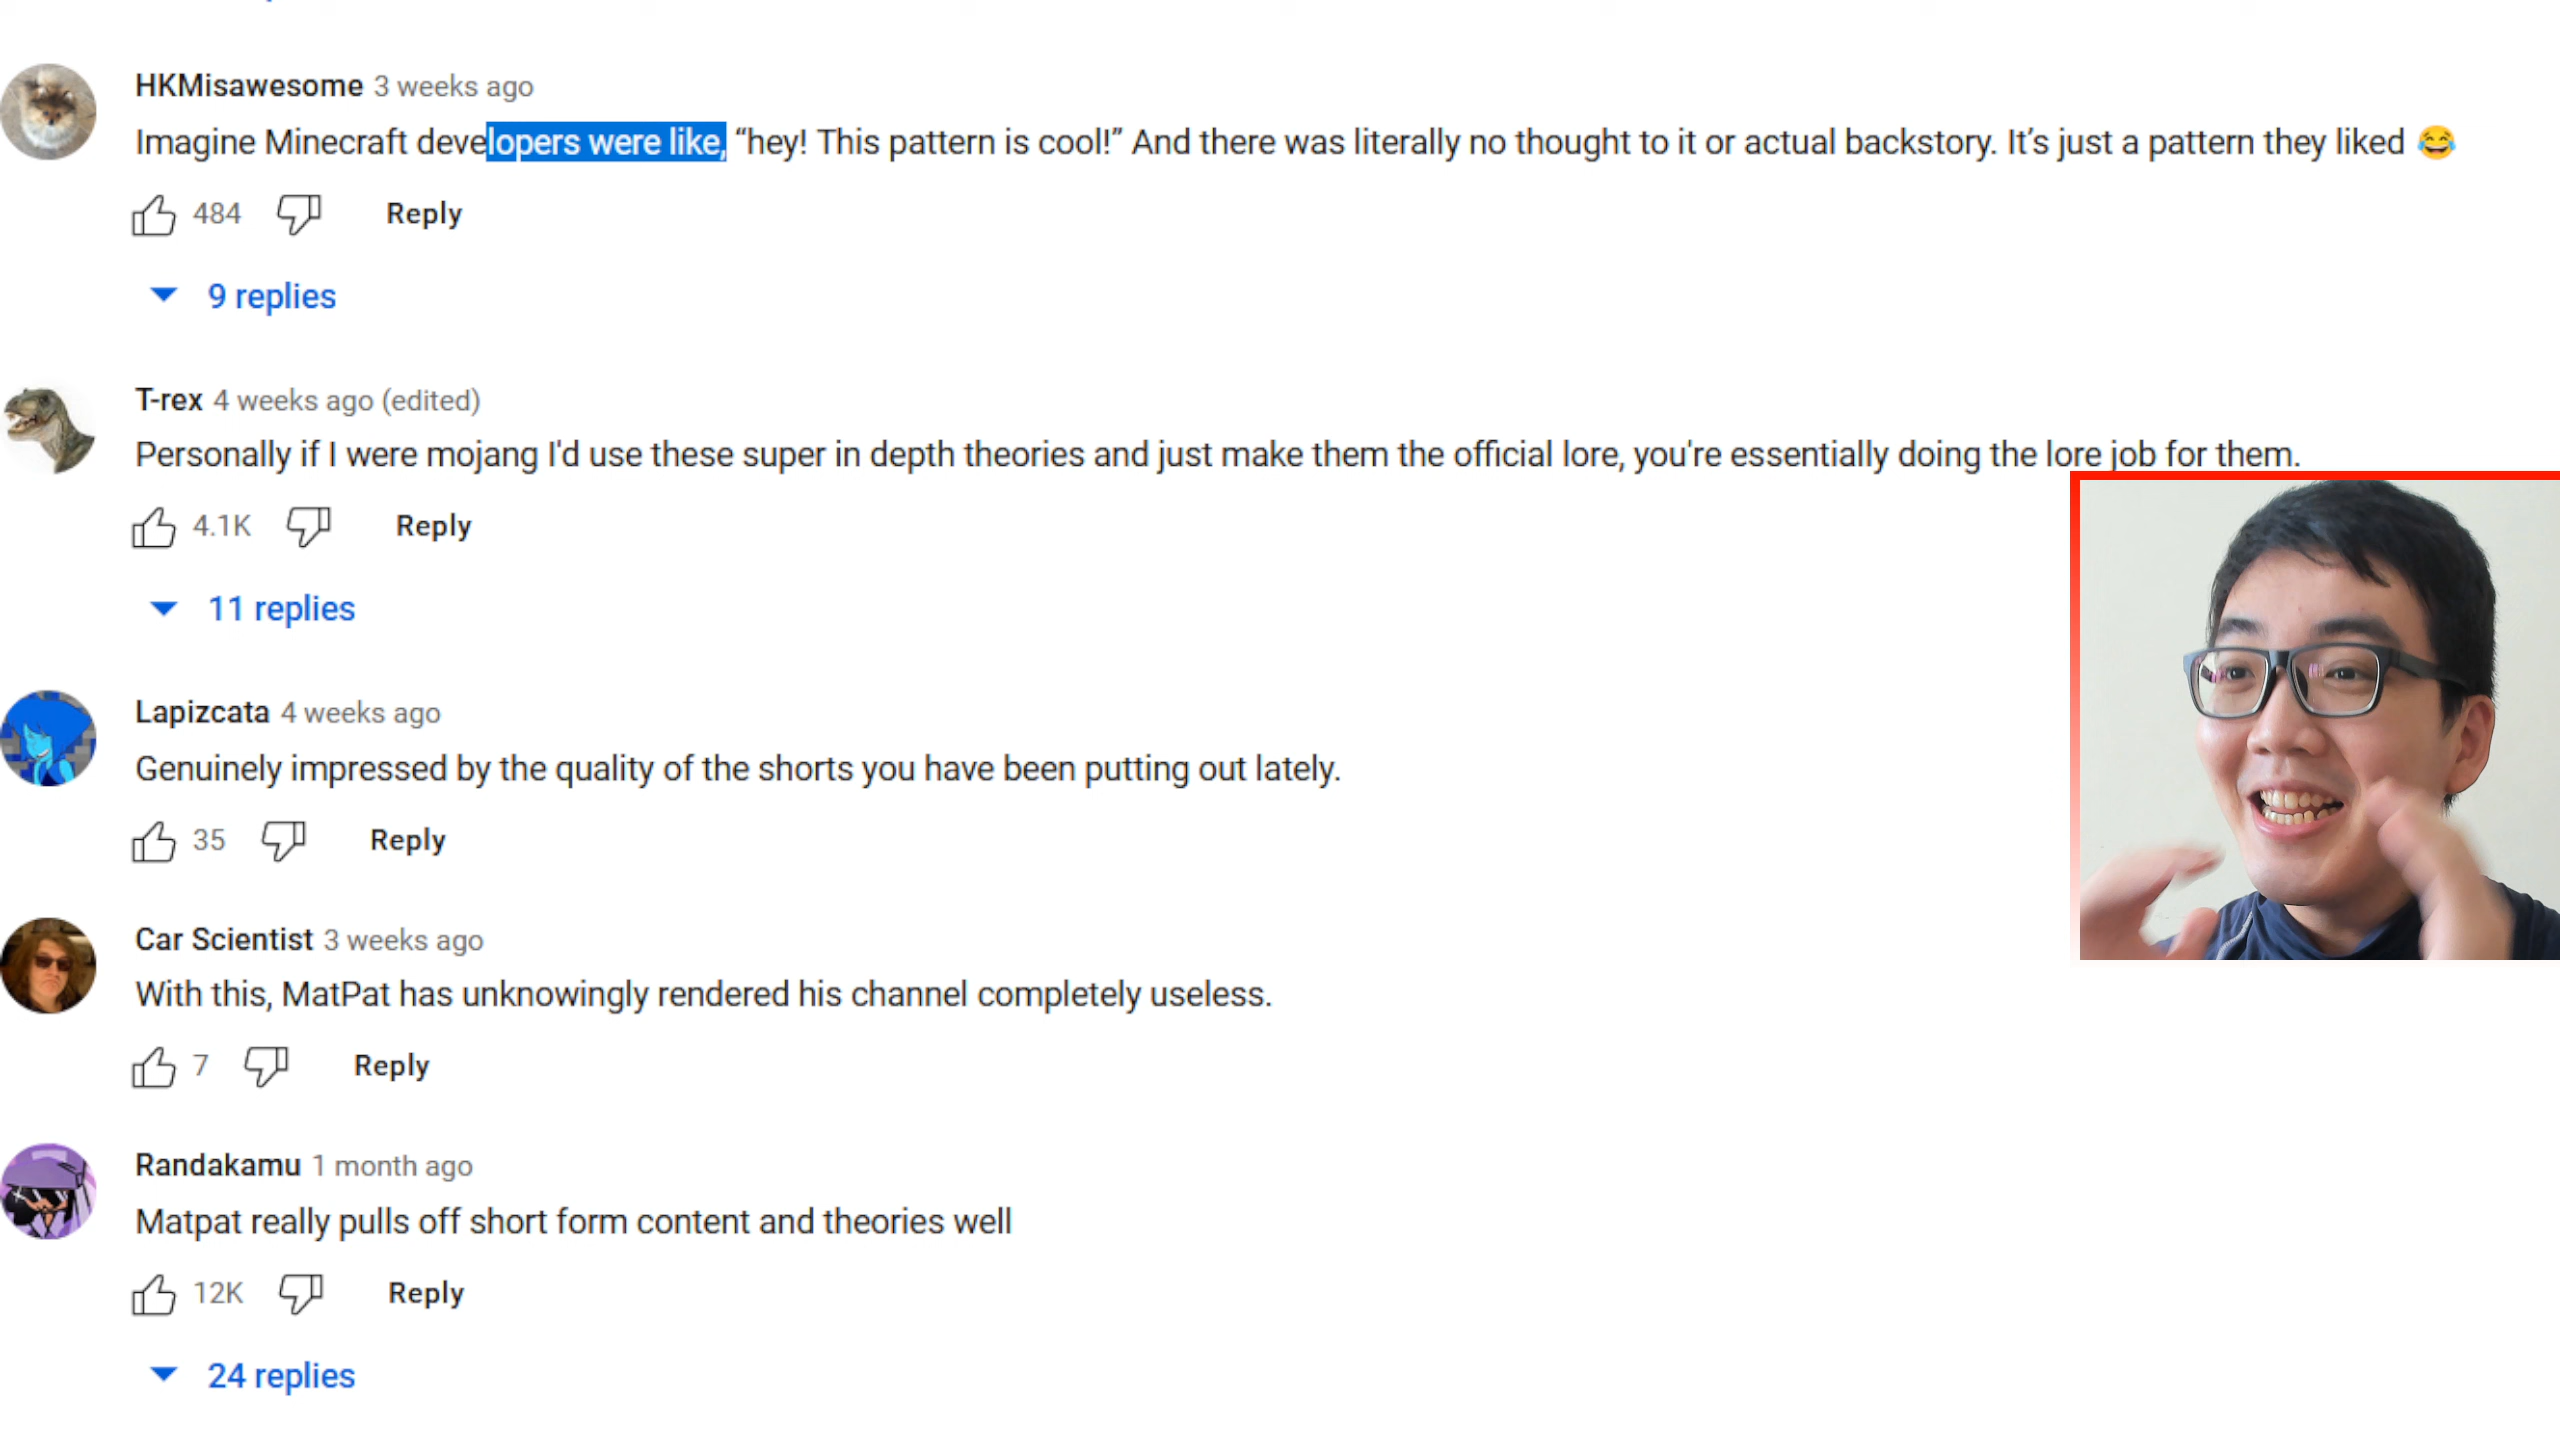 HKMisawesome 3 weeks ago
Imagine Minecraft developers were like, “hey! This pattern is cool!” And there was literally no thought to it or actual backstory. It’s just a pattern they liked 😂
484 Reply
9 replies
T-rex 4 weeks ago (edited)
Personally if I were mojang I'd use these super in depth theories and just make them the official lore, you're essentially doing the lore job for them.
4.1K Reply
11 replies
Lapizcata 4 weeks ago
Genuinely impressed by the quality of the shorts you have been putting out lately.
35 Reply
Car Scientist 3 weeks ago
With this, MatPat has unknowingly rendered his channel completely useless.
7 Reply
Randakamu 1 month ago
Matpat really pulls off short form content and theories well
12K Reply
24 replies